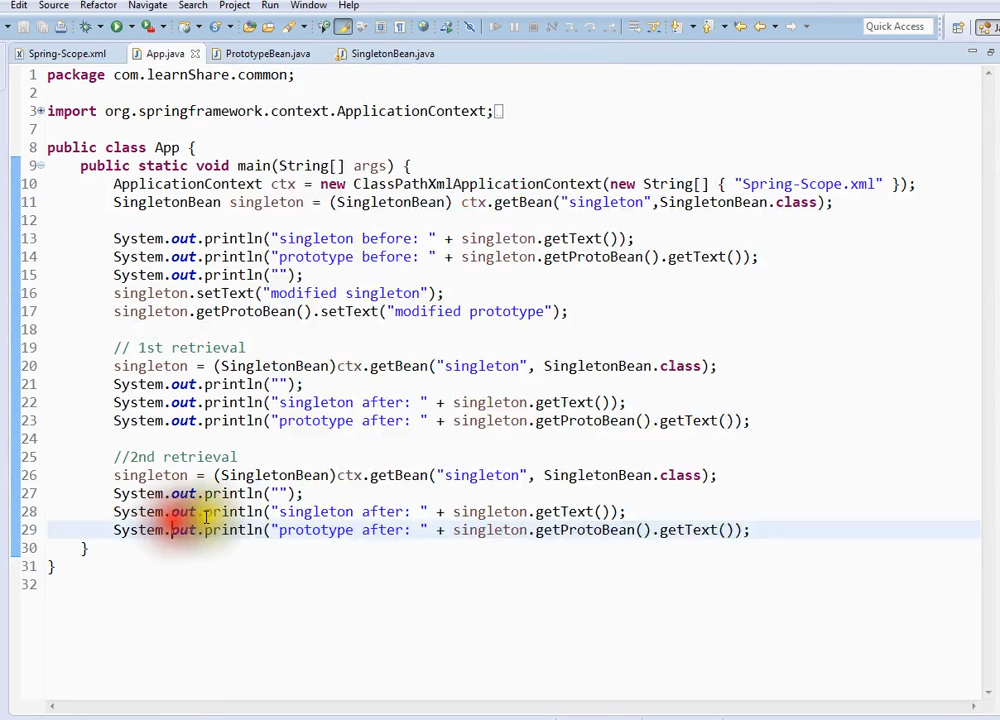 Edit Source Refactor Navigate Search Project Run Window Help
Quick Access
Spring-Scope.xml App.java PrototypeBean.java SingletonBean.java
1 package com.learnShare.common;
2
3 import org.springframework.context.ApplicationContext;
7
8 public class App {
9 public static void main(String[] args) {
10 ApplicationContext ctx = new ClassPathXmlApplicationContext(new String[] { "Spring-Scope.xml" });
11 SingletonBean singleton = (SingletonBean) ctx.getBean("singleton",SingletonBean.class);
12
13 System.out.println("singleton before: " + singleton.getText());
14 System.out.println("prototype before: " + singleton.getProtoBean().getText());
15 System.out.println("");
16 singleton.setText("modified singleton");
17 singleton.getProtoBean().setText("modified prototype");
18
19 // 1st retrieval
20 singleton = (SingletonBean)ctx.getBean("singleton", SingletonBean.class);
21 System.out.println("");
22 System.out.println("singleton after: " + singleton.getText());
23 System.out.println("prototype after: " + singleton.getProtoBean().getText());
24
25 //2nd retrieval
26 singleton = (SingletonBean)ctx.getBean("singleton", SingletonBean.class);
27 System.out.println("");
28 System.out.println("singleton after: " + singleton.getText());
29 System.out.println("prototype after: " + singleton.getProtoBean().getText());
30 }
31 }
32